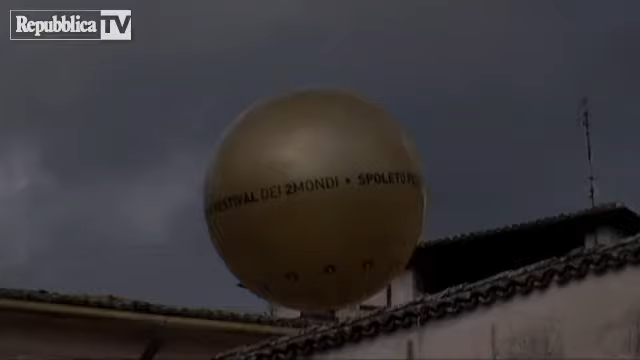 Repubblica TV
FESTIVAL DEI 2MONDI • SPOLETO